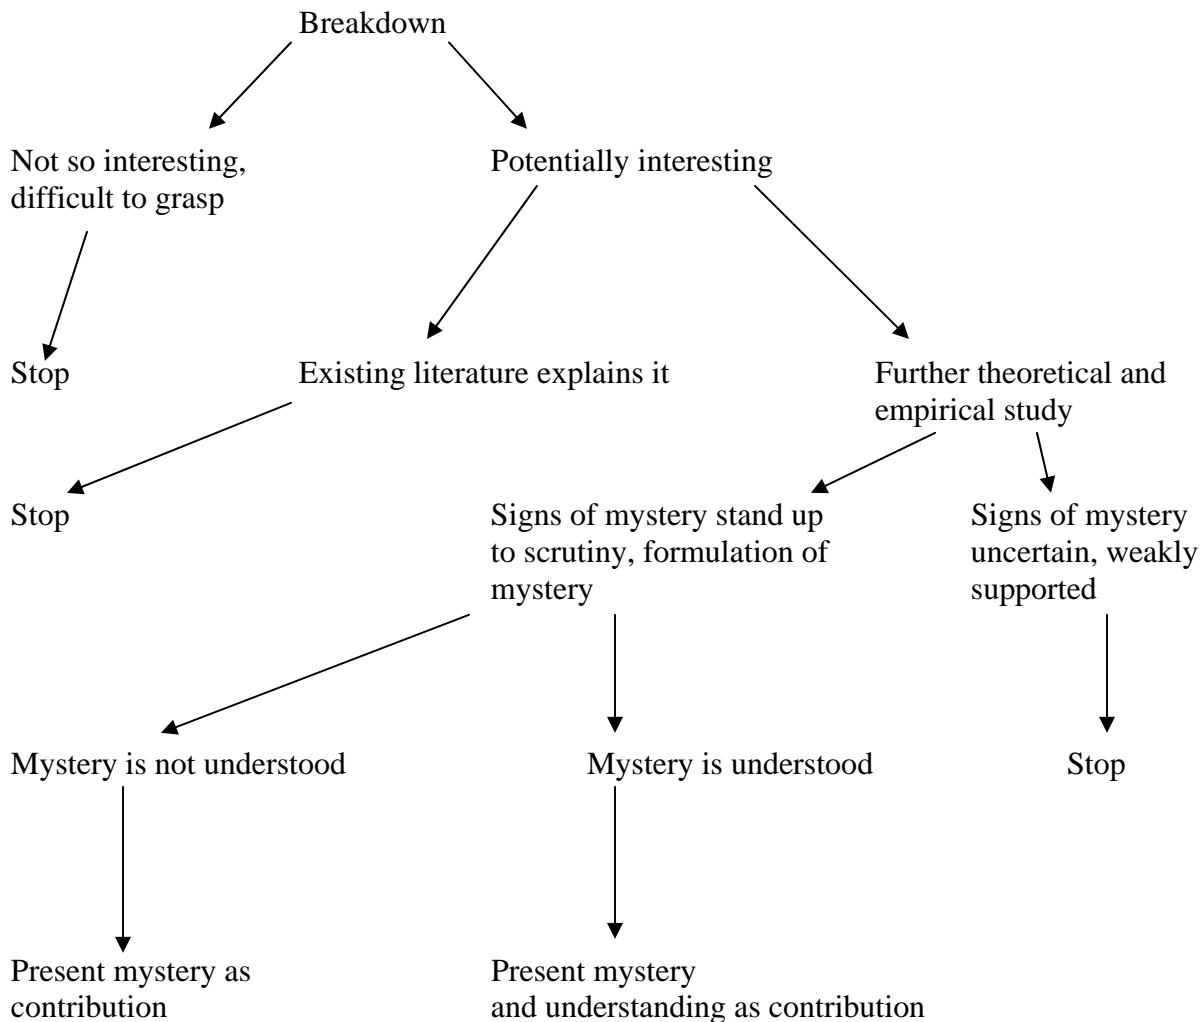 Breakdown
Not so interesting,
difficult to grasp
Potentially interesting
Stop
Existing literature explains it
Further theoretical and
empirical study
Stop
Signs of mystery stand up
to scrutiny, formulation of
mystery
Signs of mystery
uncertain, weakly
supported
Mystery is not understood
Mystery is understood
Stop
Present mystery as
contribution
Present mystery
and understanding as contribution